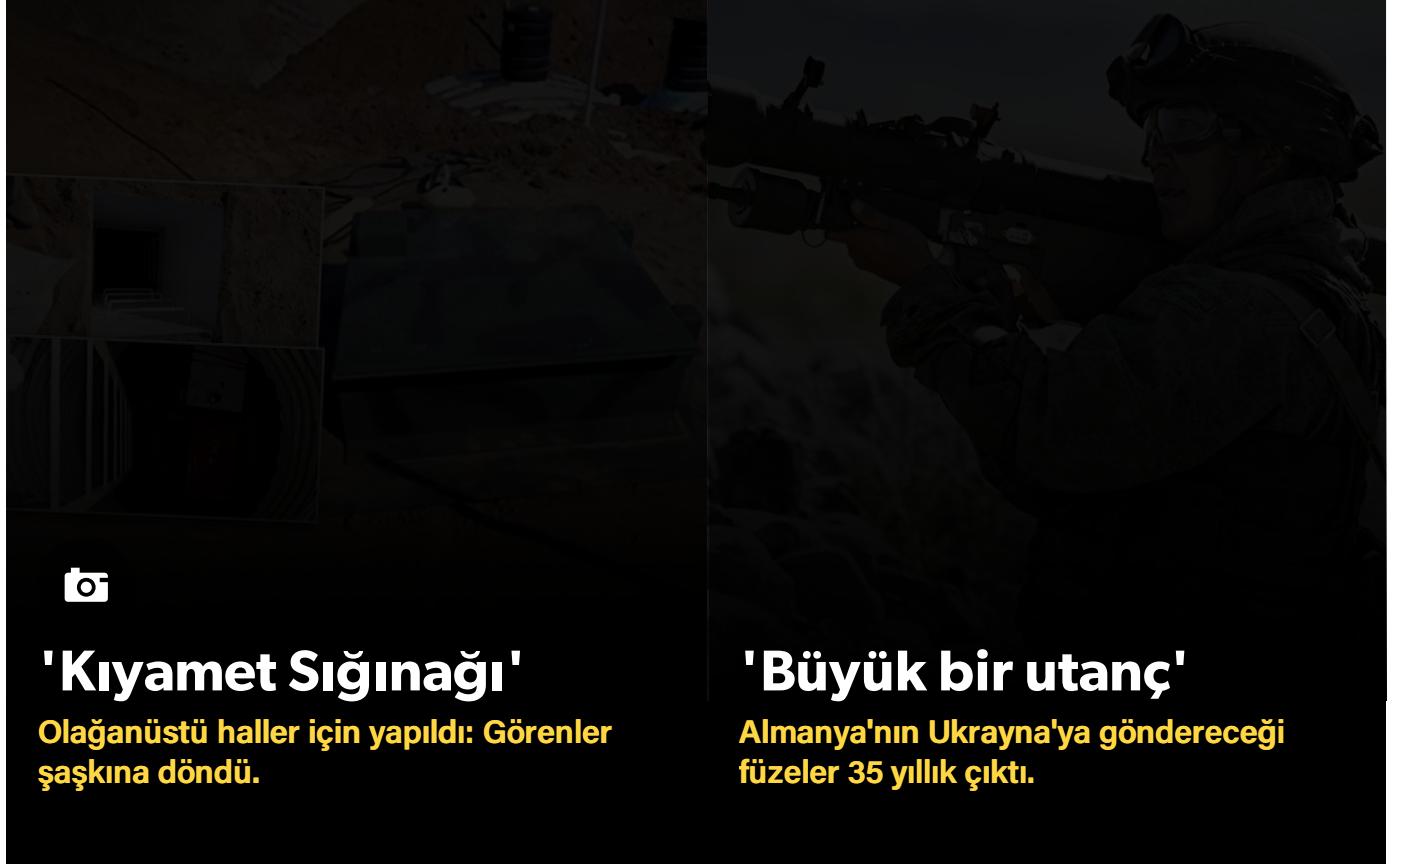 'Kıyamet Sığınağı'
Olağanüstü haller için yapıldı: Görenler
şaşkına döndü.
'Büyük bir utanç'
Almanya'nın Ukrayna'ya göndereceği
füzeler 35 yıllık çıktı.